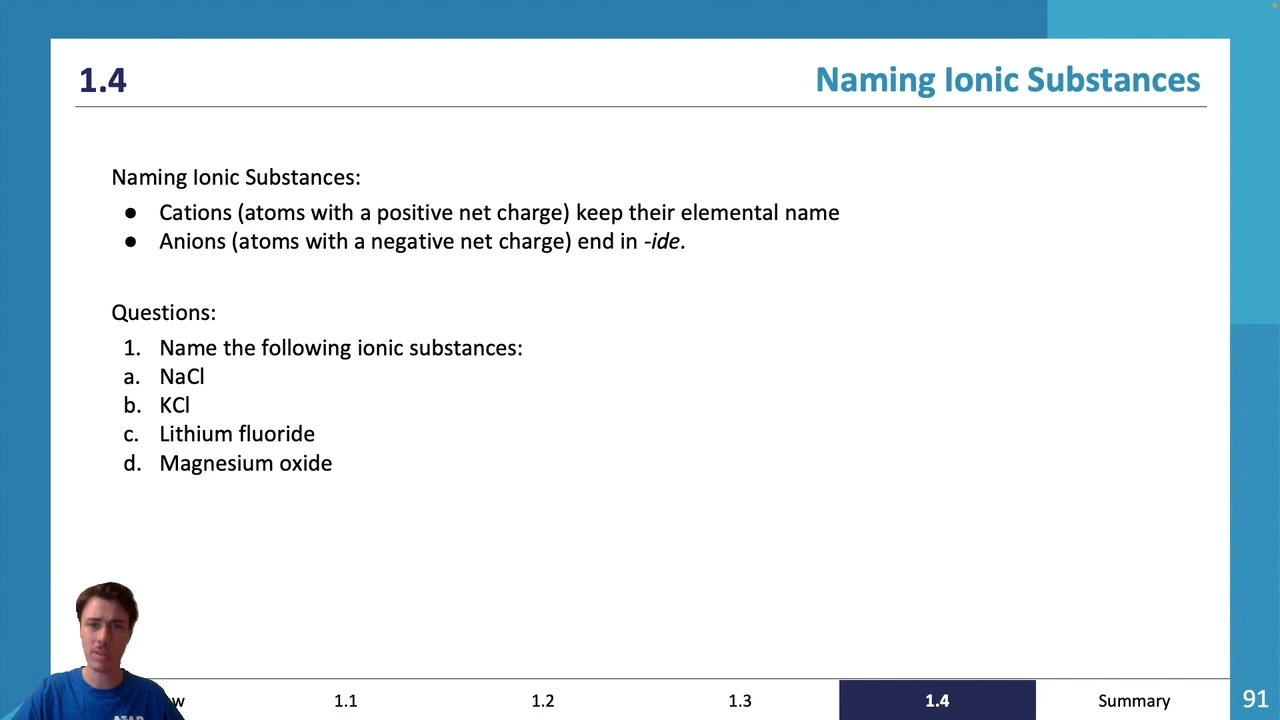 1.4
Naming Ionic Substances
Naming Ionic Substances:
● Cations (atoms with a positive net charge) keep their elemental name
● Anions (atoms with a negative net charge) end in -ide.
Questions:
1. Name the following ionic substances:
a. NaCl
b. KCl
c. Lithium fluoride
d. Magnesium oxide
1.1
1.2
1.3
1.4
Summary
91